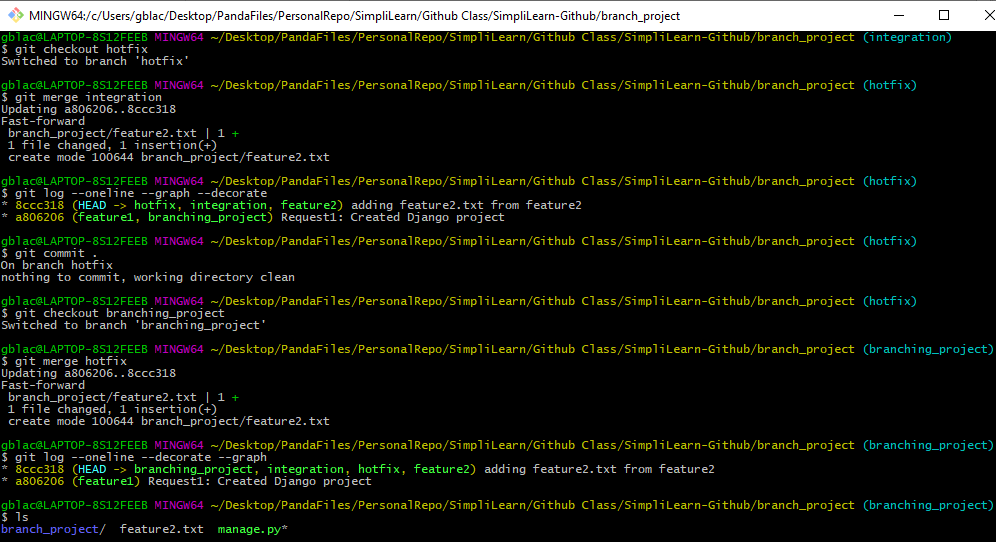 MINGW64:/c/Users/gblac/Desktop/PandaFiles/PersonalRepo/SimpliLearn/Github Class/SimpliLearn-Github/branch_project
gblac@LAPTOP-8S12FEEB MINGW64 ~/Desktop/PandaFiles/PersonalRepo/SimpliLearn/Github Class/SimpliLearn-Github/branch_project (integration)
$ git checkout hotfix
Switched to branch 'hotfix'
gblac@LAPTOP-8S12FEEB MINGW64 ~/Desktop/PandaFiles/PersonalRepo/SimpliLearn/Github Class/SimpliLearn-Github/branch_project (hotfix)
$ git merge integration
Updating a806206..8ccc318
Fast-forward
branch_project/feature2.txt | 1 +
1 file changed, 1 insertion(+)
create mode 100644 branch_project/feature2.txt
gblac@LAPTOP-8S12FEEB MINGW64 ~/Desktop/PandaFiles/PersonalRepo/SimpliLearn/Github Class/SimpliLearn-Github/branch_project (hotfix)
$ git log --oneline --graph --decorate
* 8ccc318 (HEAD -> hotfix, integration, feature2) adding feature2.txt from feature2
* a806206 (feature1, branching_project) Request1: Created Django project
gblac@LAPTOP-8S12FEEB MINGW64 ~/Desktop/PandaFiles/PersonalRepo/SimpliLearn/Github Class/SimpliLearn-Github/branch_project (hotfix)
$ git commit .
On branch hotfix
nothing to commit, working directory clean
gblac@LAPTOP-8S12FEEB MINGW64 ~/Desktop/PandaFiles/PersonalRepo/SimpliLearn/Github Class/SimpliLearn-Github/branch_project (hotfix)
$ git checkout branching_project
Switched to branch 'branching_project'
gblac@LAPTOP-8S12FEEB MINGW64 ~/Desktop/PandaFiles/PersonalRepo/SimpliLearn/Github Class/SimpliLearn-Github/branch_project (branching_project)
$ git merge hotfix
Updating a806206..8ccc318
Fast-forward
branch_project/feature2.txt | 1 +
1 file changed, 1 insertion(+)
create mode 100644 branch_project/feature2.txt
gblac@LAPTOP-8S12FEEB MINGW64 ~/Desktop/PandaFiles/PersonalRepo/SimpliLearn/Github Class/SimpliLearn-Github/branch_project (branching_project)
$ git log --oneline --decorate --graph
* 8ccc318 (HEAD -> branching_project, integration, hotfix, feature2) adding feature2.txt from feature2
* a806206 (feature1) Request1: Created Django project
gblac@LAPTOP-8S12FEEB MINGW64 ~/Desktop/PandaFiles/PersonalRepo/SimpliLearn/Github Class/SimpliLearn-Github/branch_project (branching_project)
$ ls
branch_project/  feature2.txt  manage.py*